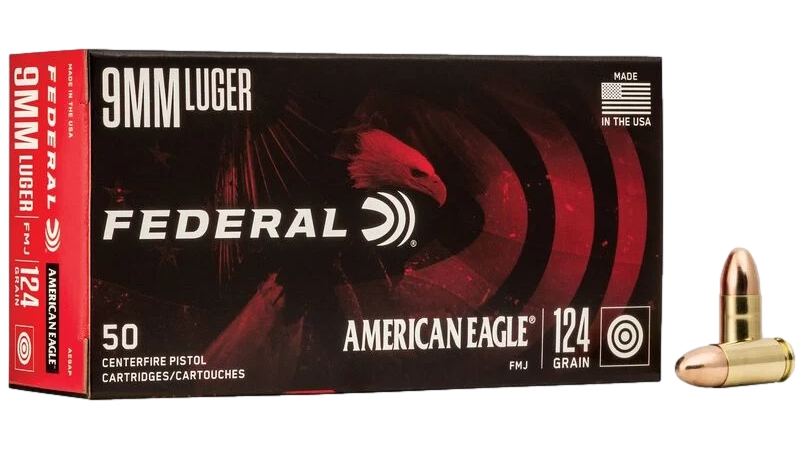 MADE IN THE USA
FEDERAL
9MM LUGER
FMJ
124
GRAIN
AMERICAN EAGLE®
AE9AP
9MM LUGER
MADE
IN THE USA
FEDERAL®
50
CENTERFIRE PISTOL
CARTRIDGES/CARTOUCHES
AMERICAN EAGLE®
FMJ
124
GRAIN